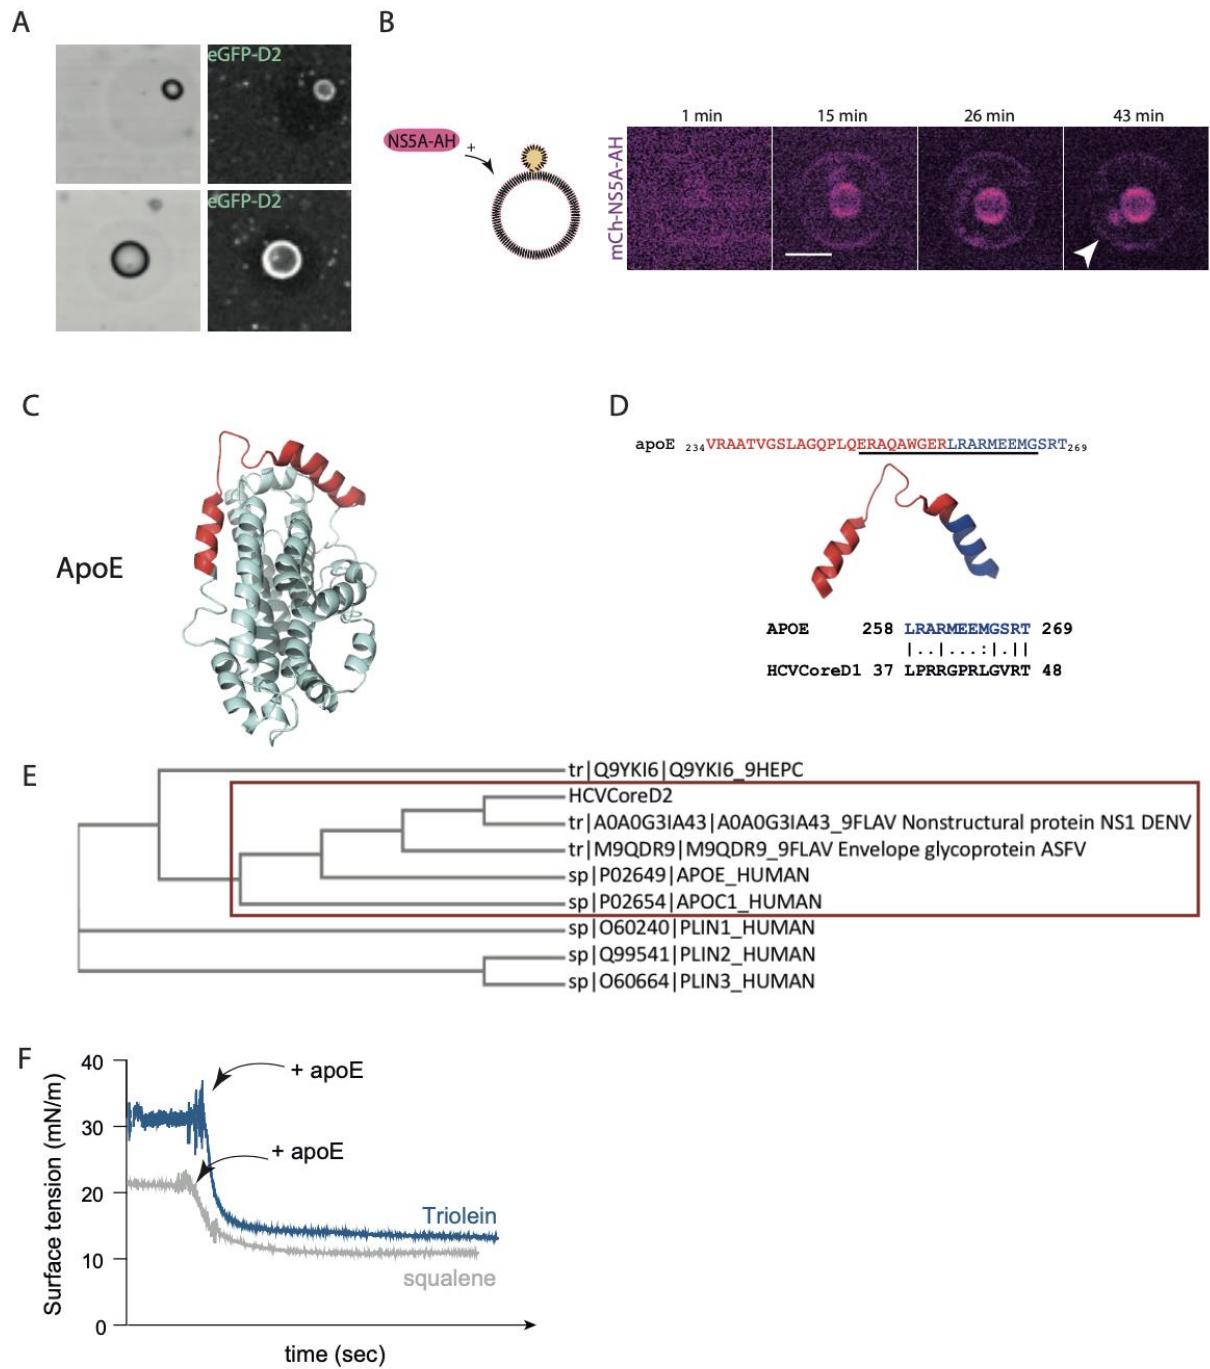 A
B
eGFP-D2
eGFP-D2
NS5A-AH
+
mCh-NS5A-AH
1 min
15 min
26 min
43 min
C
ApoE
D
apoE 234VRAATVGSLAGQPLQERAQAWGERLRARMEEMGSRT269
APOE 258 LRARMEEMGSRT 269
|..|...:|.||
HCVCoreD1 37 LPRRGPRLGVRT 48
E
tr|Q9YKI6|Q9YKI6_9HEPC
HCVCoreD2
tr|A0A0G3IA43|A0A0G3IA43_9FLAV Nonstructural protein NS1 DENV
tr|M9QDR9|M9QDR9_9FLAV Envelope glycoprotein ASFV
sp|P02649|APOE_HUMAN
sp|P02654|APOC1_HUMAN
sp|O60240|PLIN1_HUMAN
sp|Q99541|PLIN2_HUMAN
sp|O60664|PLIN3_HUMAN
F
Surface tension (mN/m)
40
30
20
10
0
+ apoE
+ apoE
Triolein
squalene
time (sec)